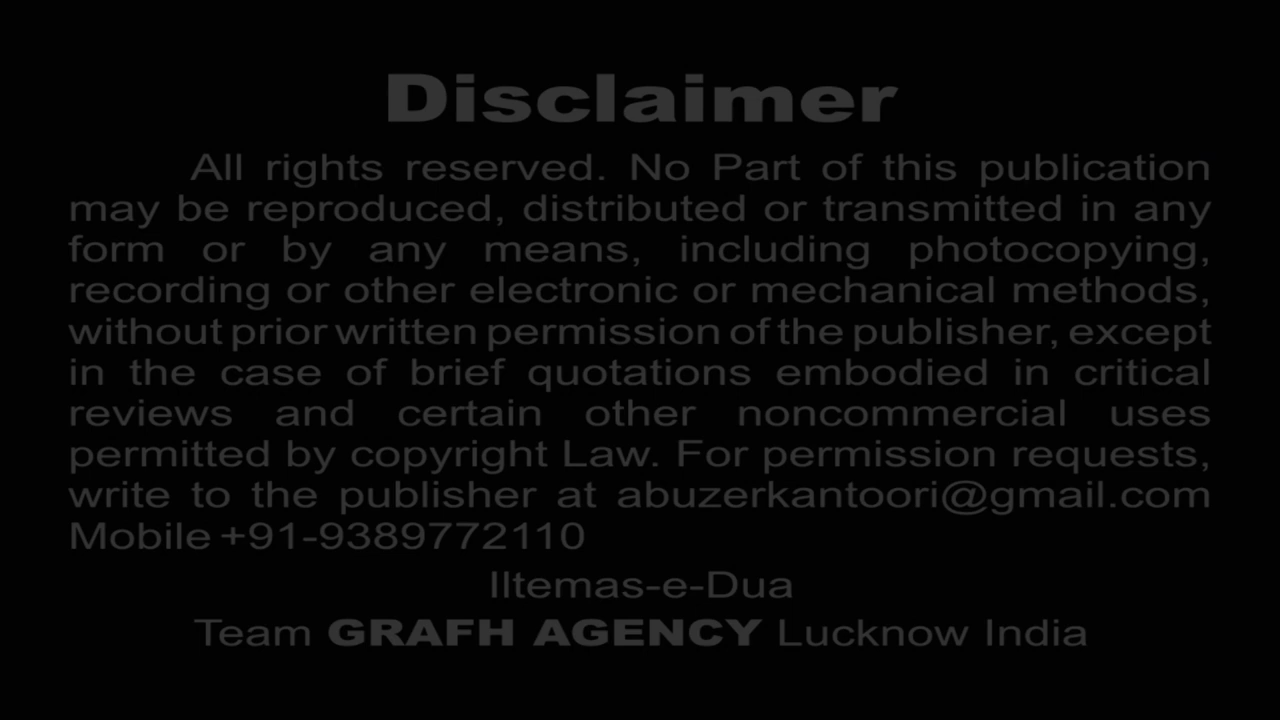 Disclaimer
All rights reserved. No Part of this publication
may be reproduced, distributed or transmitted in any
form or by any means, including photocopying,
recording or other electronic or mechanical methods,
without prior written permission of the publisher, except
in the case of brief quotations embodied in critical
reviews and certain other noncommercial uses
permitted by copyright Law. For permission requests,
write to the publisher at abuzerkantoori@gmail.com
Mobile +91-9389772110
Iltemas-e-Dua
Team GRAFH AGENCY Lucknow India